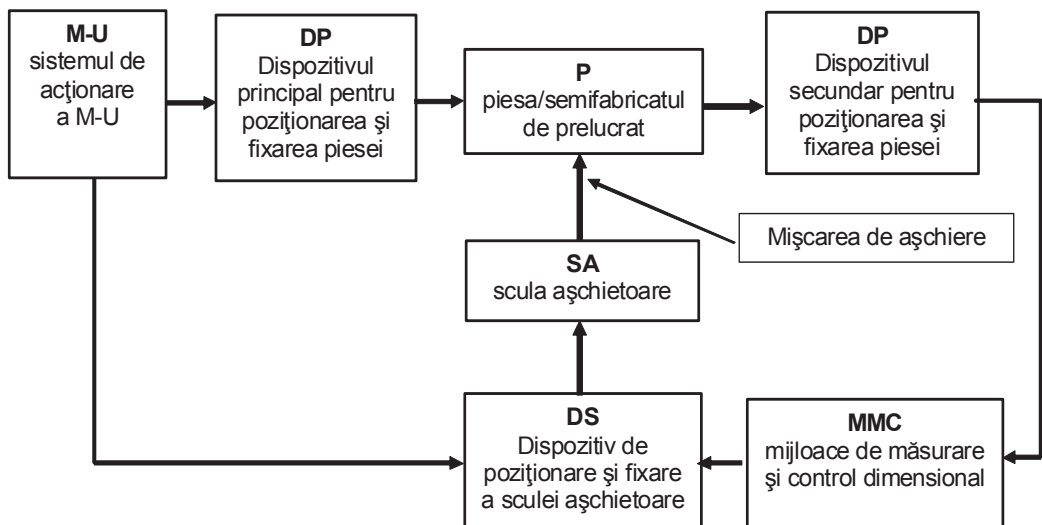 M-U
sistemul de
acţionare
a M-U
DP
Dispozitivul
principal pentru
poziţionarea şi
fixarea piesei
P
piesa/semifabricatul
de prelucrat
DP
Dispozitivul
secundar pentru
poziţionarea şi
fixarea piesei
Mişcarea de aşchiere
SA
scula aşchietoare
DS
Dispozitiv de
poziţionare şi fixare
a sculei aşchietoare
MMC
mijloace de măsurare
şi control dimensional